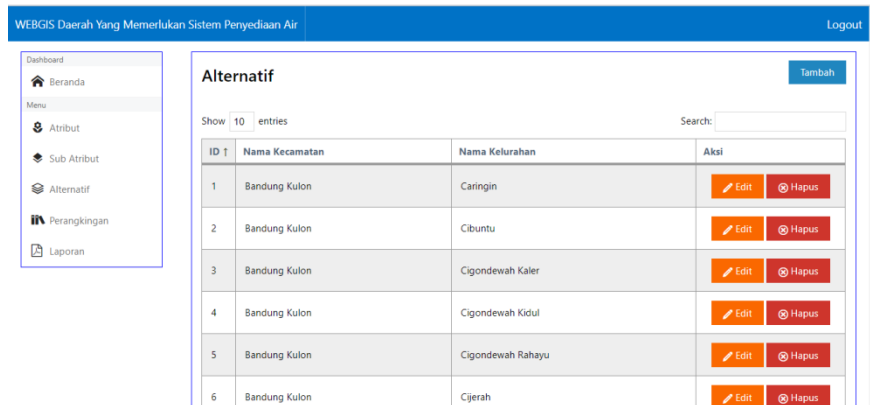 WEBGIS Daerah Yang Memerlukan Sistem Penyediaan Air Logout
Dashboard
Beranda
Menu
Atribut
Sub Atribut
Alternatif
Perangkingan
Laporan
Alternatif Tambah
Show 10 entries Search:
ID ↑ Nama Kecamatan Nama Kelurahan Aksi
1 Bandung Kulon Caringin Edit Hapus
2 Bandung Kulon Cibuntu Edit Hapus
3 Bandung Kulon Cigondewah Kaler Edit Hapus
4 Bandung Kulon Cigondewah Kidul Edit Hapus
5 Bandung Kulon Cigondewah Rahayu Edit Hapus
6 Bandung Kulon Cijerah Edit Hapus